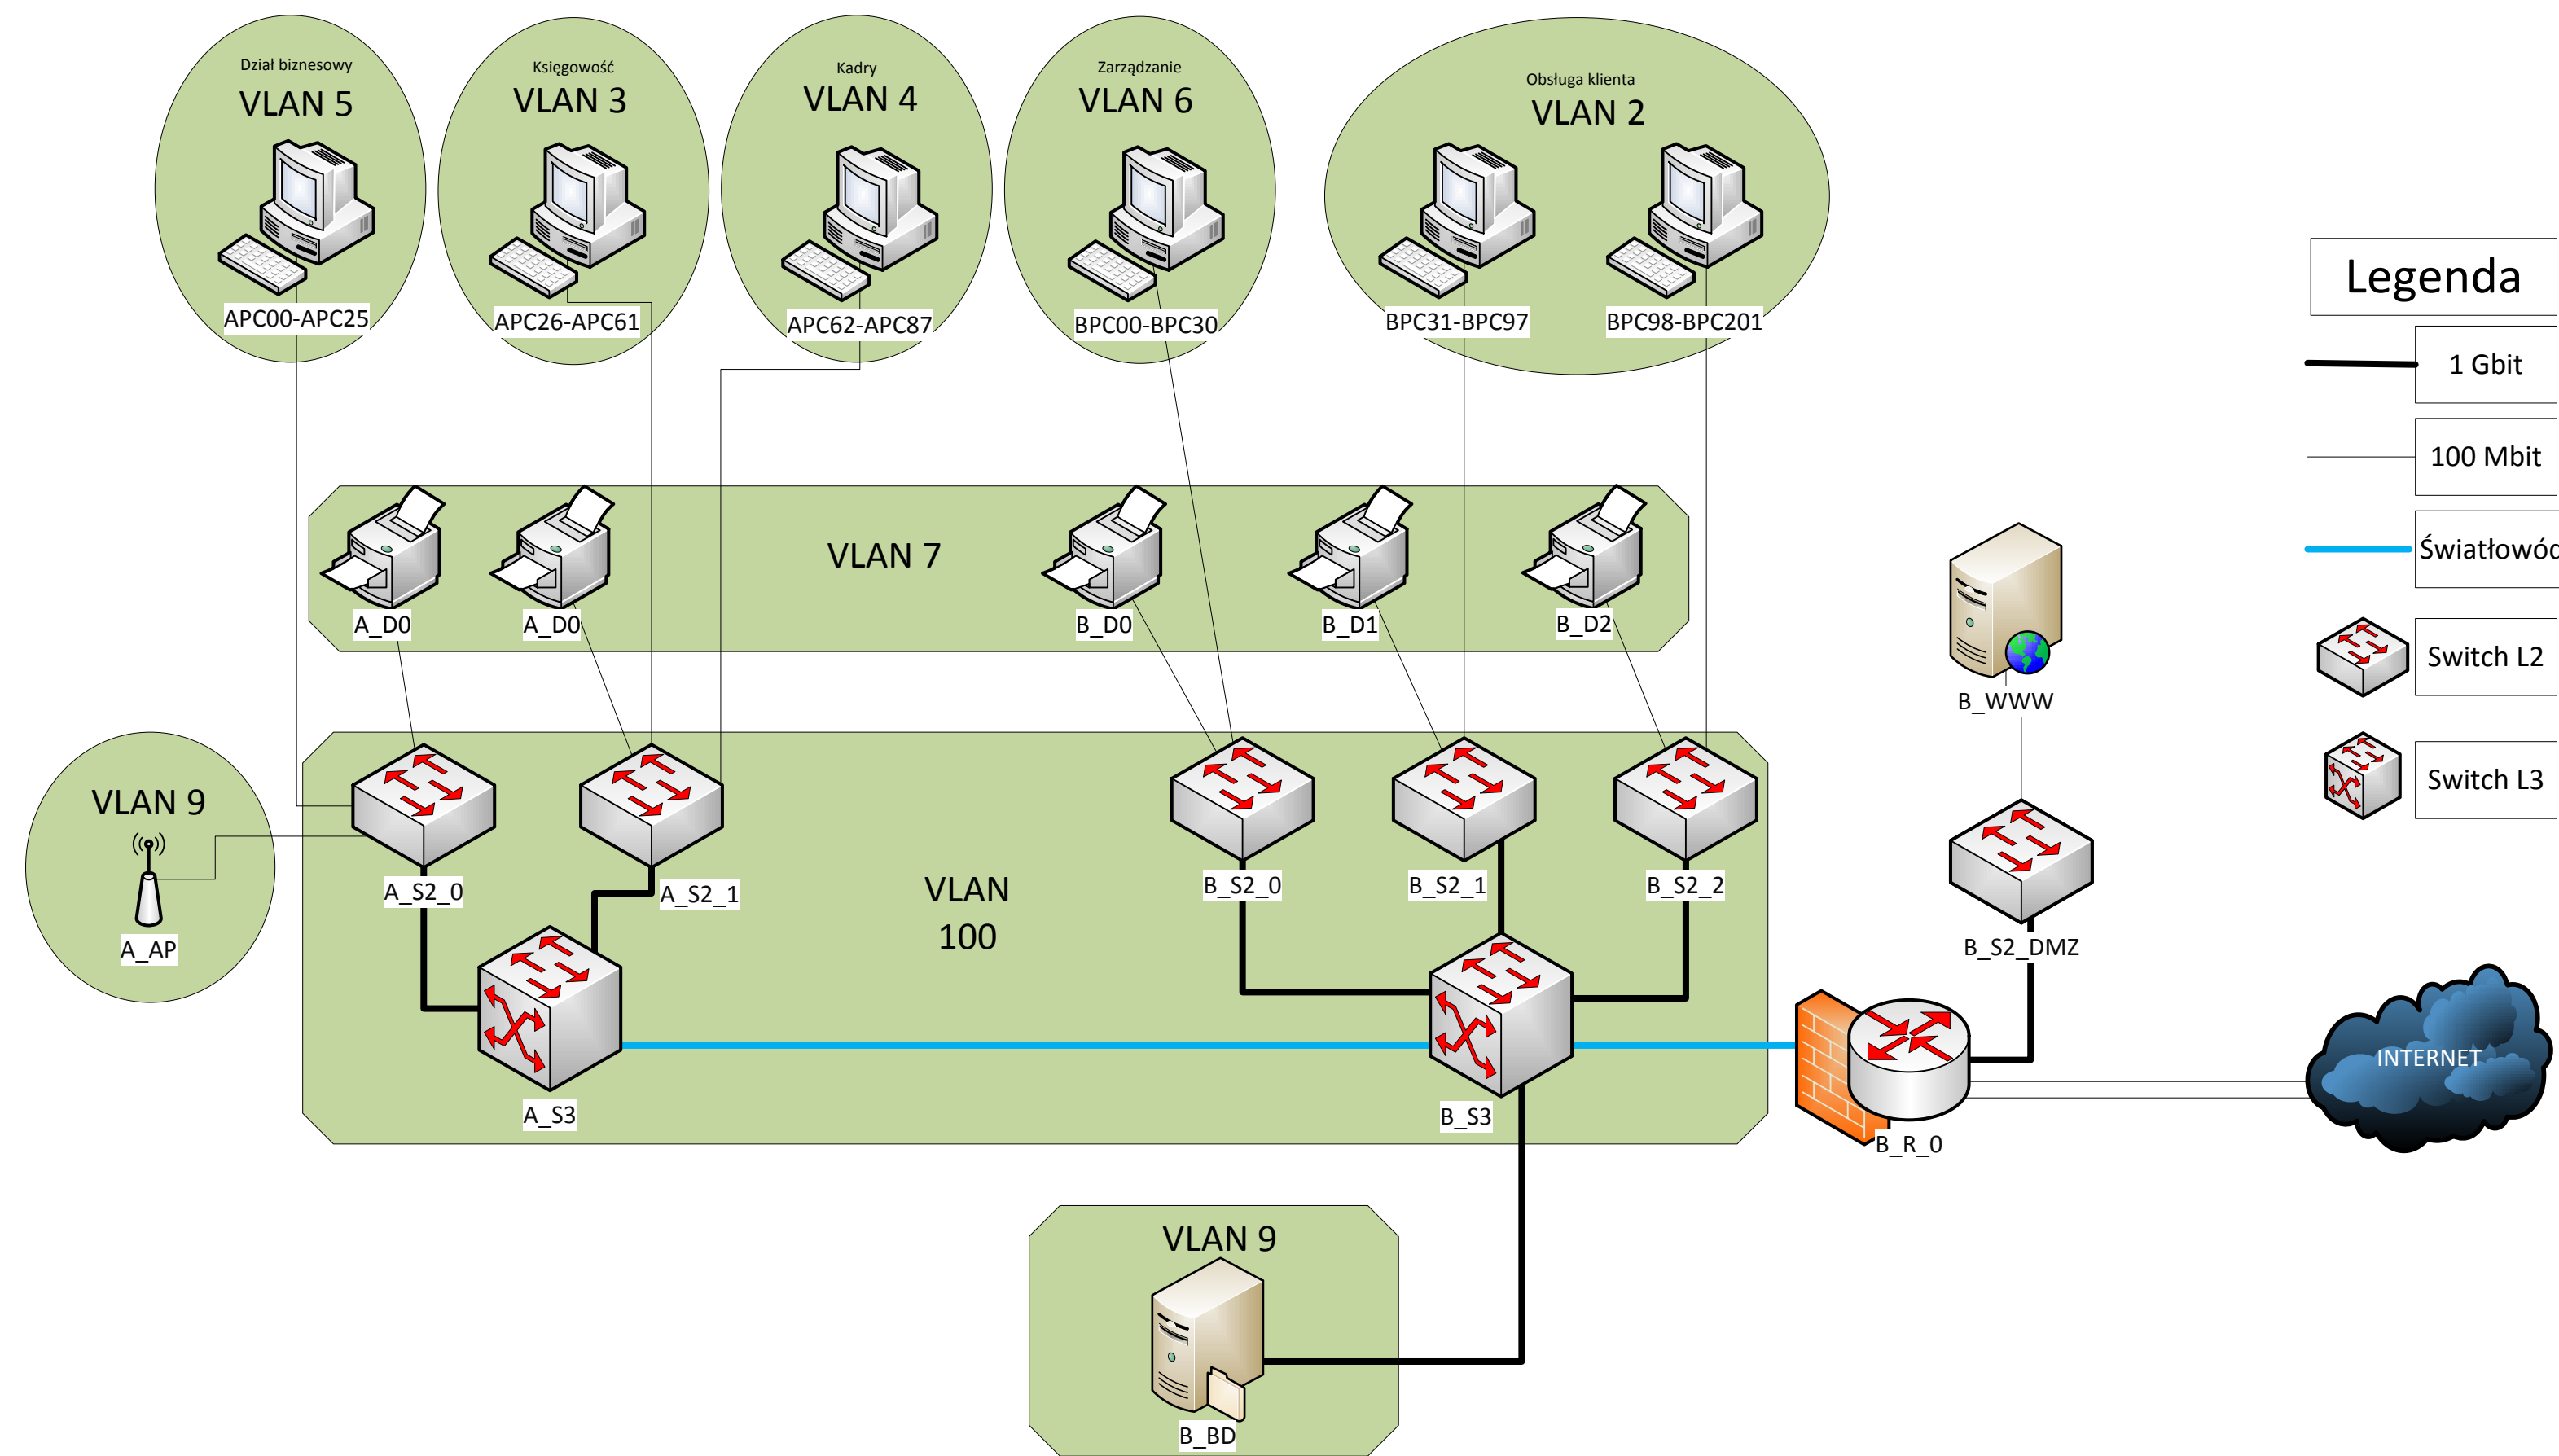 Dział biznesowy
VLAN 5
APC00-APC25
Księgowość
VLAN 3
APC26-APC61
Kadry
VLAN 4
APC62-APC87
Zarządzanie
VLAN 6
BPC00-BPC30
Obsługa klienta
VLAN 2
BPC31-BPC97
BPC98-BPC201
Legenda
1 Gbit
100 Mbit
Światłowód
Switch L2
Switch L3
VLAN 7
A_D0
A_D0
B_D0
B_D1
B_D2
B_WWW
VLAN 9
A_AP
A_S2_0
A_S2_1
VLAN
100
B_S2_0
B_S2_1
B_S2_2
B_S2_DMZ
A_S3
B_S3
B_R_0
INTERNET
VLAN 9
B_BD